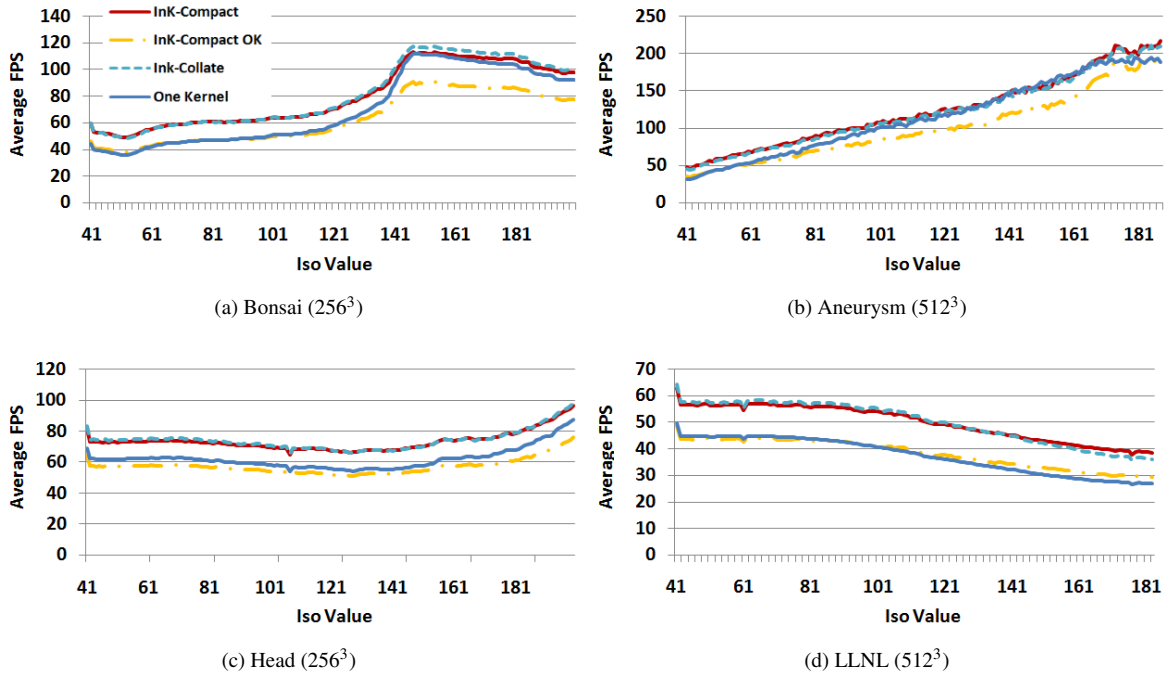 140
120
100
80
60
40
20
0
Average FPS
InK-Compact
InK-Compact OK
Ink-Collate
One Kernel
41 61 81 101 121 141 161 181
Iso Value
(a) Bonsai (256³)
250
200
150
100
50
0
Average FPS
41 61 81 101 121 141 161 181
Iso Value
(b) Aneurysm (512³)
120
100
80
60
40
20
0
Average FPS
41 61 81 101 121 141 161 181
Iso Value
(c) Head (256³)
70
60
50
40
30
20
10
0
Average FPS
41 61 81 101 121 141 161 181
Iso Value
(d) LLNL (512³)